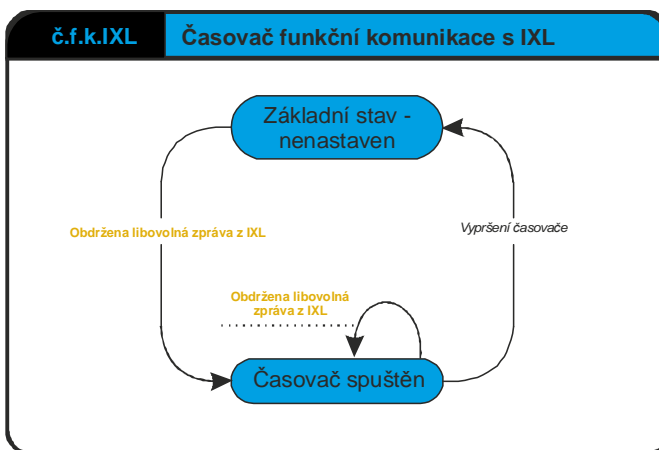 č.f.k.IXL
Časovač funkční komunikace s IXL
Základní stav -
nenastaven
Obdržena libovolná zpráva z IXL
Vypršení časovače
Obdržena libovolná
zpráva z IXL
Časovač spuštěn